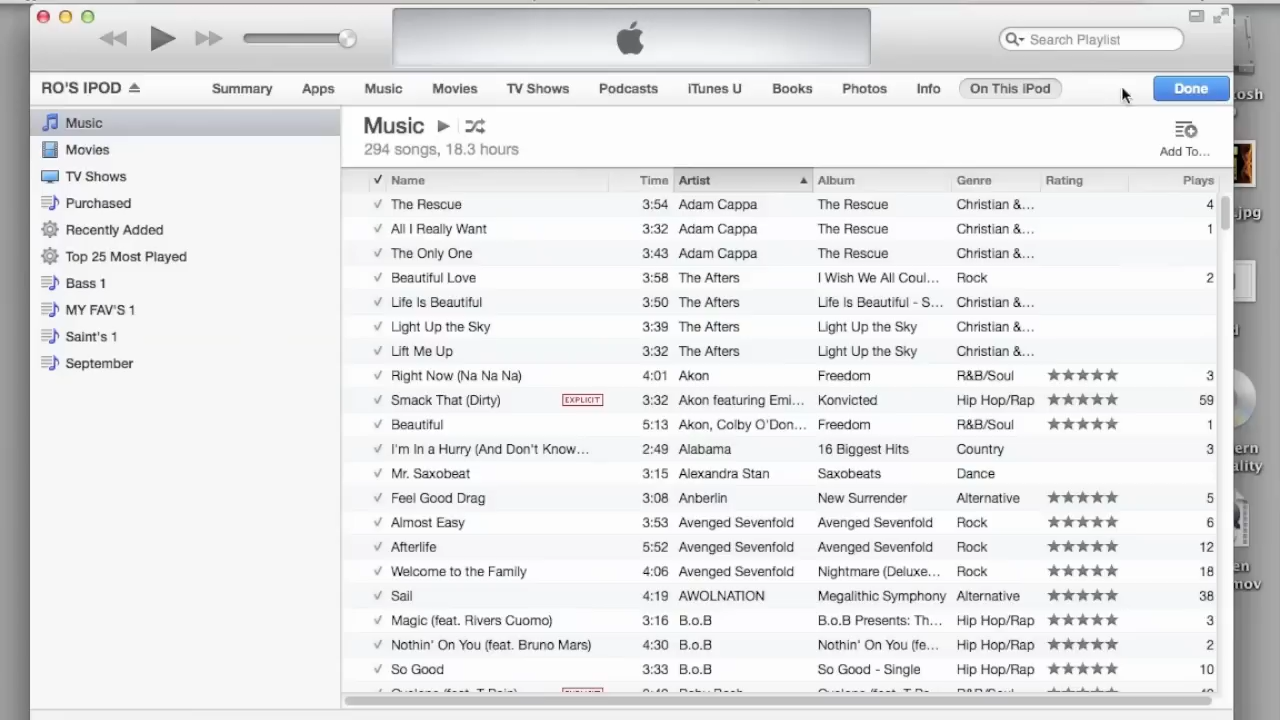 Search Playlist
RO'S IPOD Summary Apps Music Movies TV Shows Podcasts iTunes U Books Photos Info On This iPod Done
Music
Movies
TV Shows
Purchased
Recently Added
Top 25 Most Played
Bass 1
MY FAV'S 1
Saint's 1
September
Music
294 songs, 18.3 hours
Add To...
Name Time Artist Album Genre Rating Plays
The Rescue 3:54 Adam Cappa The Rescue Christian &... 4
All I Really Want 3:32 Adam Cappa The Rescue Christian &... 1
The Only One 3:43 Adam Cappa The Rescue Christian &...
Beautiful Love 3:58 The Afters I Wish We All Coul... Rock 2
Life Is Beautiful 3:50 The Afters Life Is Beautiful - S... Christian &...
Light Up the Sky 3:39 The Afters Light Up the Sky Christian &...
Lift Me Up 3:32 The Afters Light Up the Sky Christian &...
Right Now (Na Na Na) 4:01 Akon Freedom R&B/Soul ★★★★★ 3
Smack That (Dirty) EXPLICIT 3:32 Akon featuring Emi... Konvicted Hip Hop/Rap ★★★★★ 59
Beautiful 5:13 Akon, Colby O'Don... Freedom R&B/Soul ★★★★★ 1
I'm In a Hurry (And Don't Know... 2:49 Alabama 16 Biggest Hits Country 3
Mr. Saxobeat 3:15 Alexandra Stan Saxobeats Dance
Feel Good Drag 3:08 Anberlin New Surrender Alternative ★★★★★ 5
Almost Easy 3:53 Avenged Sevenfold Avenged Sevenfold Rock ★★★★★ 6
Afterlife 5:52 Avenged Sevenfold Avenged Sevenfold Rock ★★★★★ 12
Welcome to the Family 4:06 Avenged Sevenfold Nightmare (Deluxe... Rock ★★★★★ 18
Sail 4:19 AWOLNATION Megalithic Symphony Alternative ★★★★★ 38
Magic (feat. Rivers Cuomo) 3:16 B.o.B B.o.B Presents: Th... Hip Hop/Rap ★★★★★ 3
Nothin' On You (feat. Bruno Mars) 4:30 B.o.B Nothin' On You (fe... Hip Hop/Rap ★★★★★ 2
So Good 3:33 B.o.B So Good - Single Hip Hop/Rap ★★★★★ 10
osh
.jpg
ern
ality
en
mov